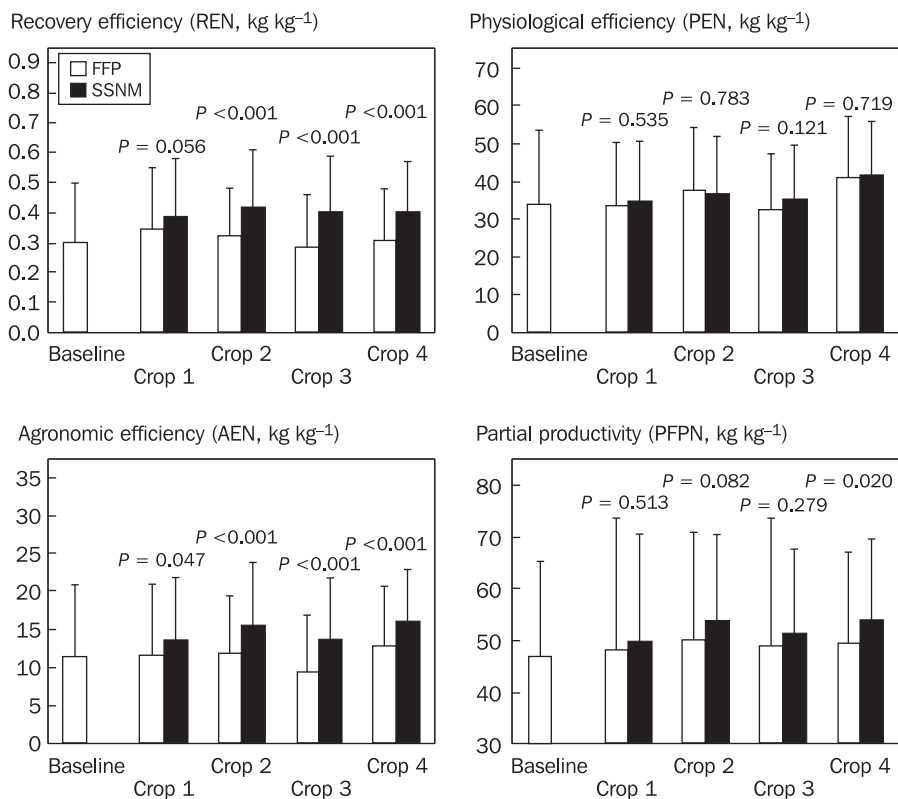 Recovery efficiency (REN, kg kg⁻¹)
0.9
0.8
0.7
0.6
0.5
0.4
0.3
0.2
0.1
0.0
FFP
SSNM
P = 0.056
P <0.001
P <0.001
P <0.001
Baseline
Crop 1
Crop 2
Crop 3
Crop 4
Physiological efficiency (PEN, kg kg⁻¹)
70
60
50
40
30
20
10
0
P = 0.535
P = 0.783
P = 0.121
P = 0.719
Baseline
Crop 1
Crop 2
Crop 3
Crop 4
Agronomic efficiency (AEN, kg kg⁻¹)
35
30
25
20
15
10
5
0
P = 0.047
P <0.001
P <0.001
P <0.001
Baseline
Crop 1
Crop 2
Crop 3
Crop 4
Partial productivity (PFPN, kg kg⁻¹)
80
70
60
50
40
30
P = 0.513
P = 0.082
P = 0.279
P = 0.020
Baseline
Crop 1
Crop 2
Crop 3
Crop 4